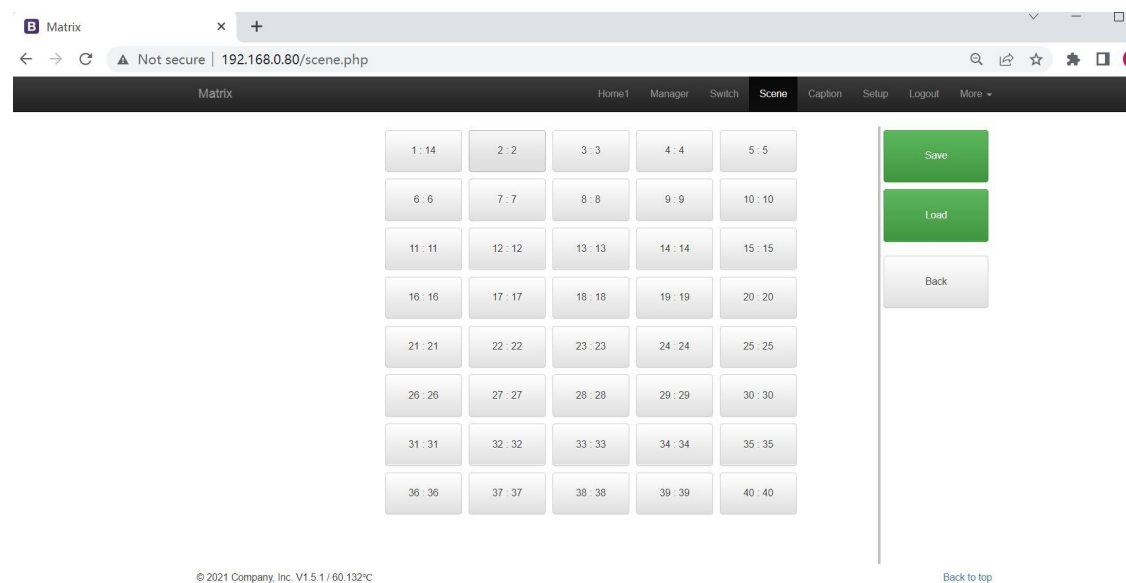 B Matrix
Not secure | 192.168.0.80/scene.php
Matrix Home1 Manager Switch Scene Caption Setup Logout More
1 : 14 2 : 2 3 : 3 4 : 4 5 : 5 Save
6 : 6 7 : 7 8 : 8 9 : 9 10 : 10 Load
11 : 11 12 : 12 13 : 13 14 : 14 15 : 15
16 : 16 17 : 17 18 : 18 19 : 19 20 : 20 Back
21 : 21 22 : 22 23 : 23 24 : 24 25 : 25
26 : 26 27 : 27 28 : 28 29 : 29 30 : 30
31 : 31 32 : 32 33 : 33 34 : 34 35 : 35
36 : 36 37 : 37 38 : 38 39 : 39 40 : 40
© 2021 Company, Inc. V1.5.1 / 60.132℃ Back to top